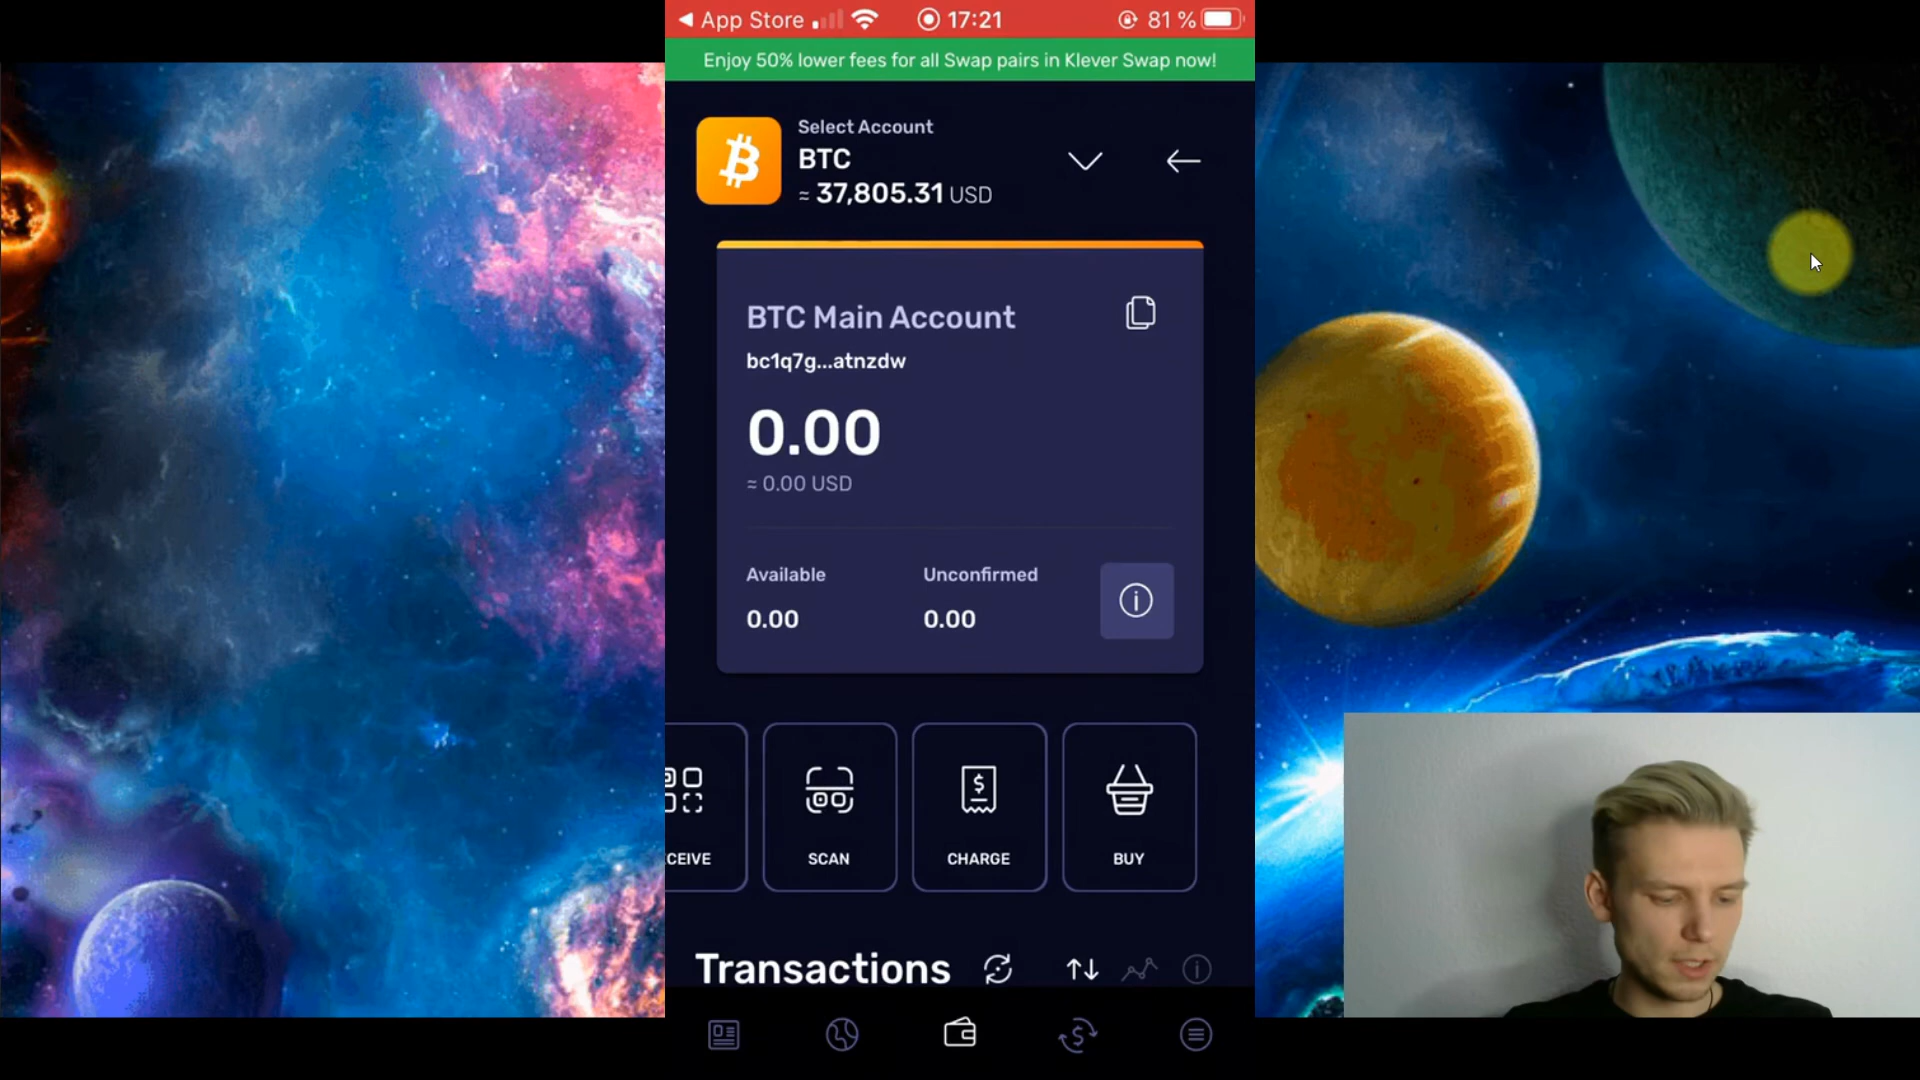 App Store
17:21
81 %
Enjoy 50% lower fees for all Swap pairs in Klever Swap now!
Select Account
BTC
≈ 37,805.31 USD
BTC Main Account
bc1q7g...atnzdw
0.00
≈ 0.00 USD
Available
Unconfirmed
0.00
0.00
CEIVE
SCAN
CHARGE
BUY
Transactions